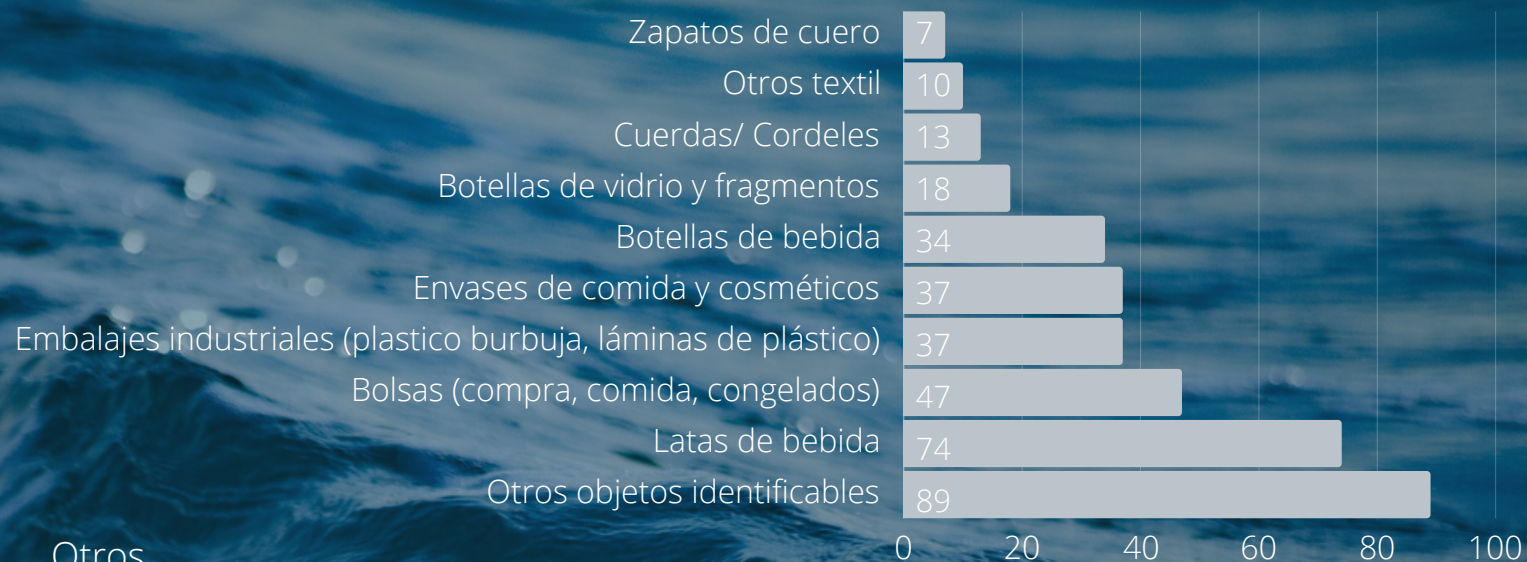 Zapatos de cuero 7
Otros textil 10
Cuerdas/ Cordeles 13
Botellas de vidrio y fragmentos 18
Botellas de bebida 34
Envases de comida y cosméticos 37
Embalajes industriales (plastico burbuja, láminas de plástico) 37
Bolsas (compra, comida, congelados) 47
Latas de bebida 74
Otros objetos identificables 89
0 20 40 60 80 100
Otros